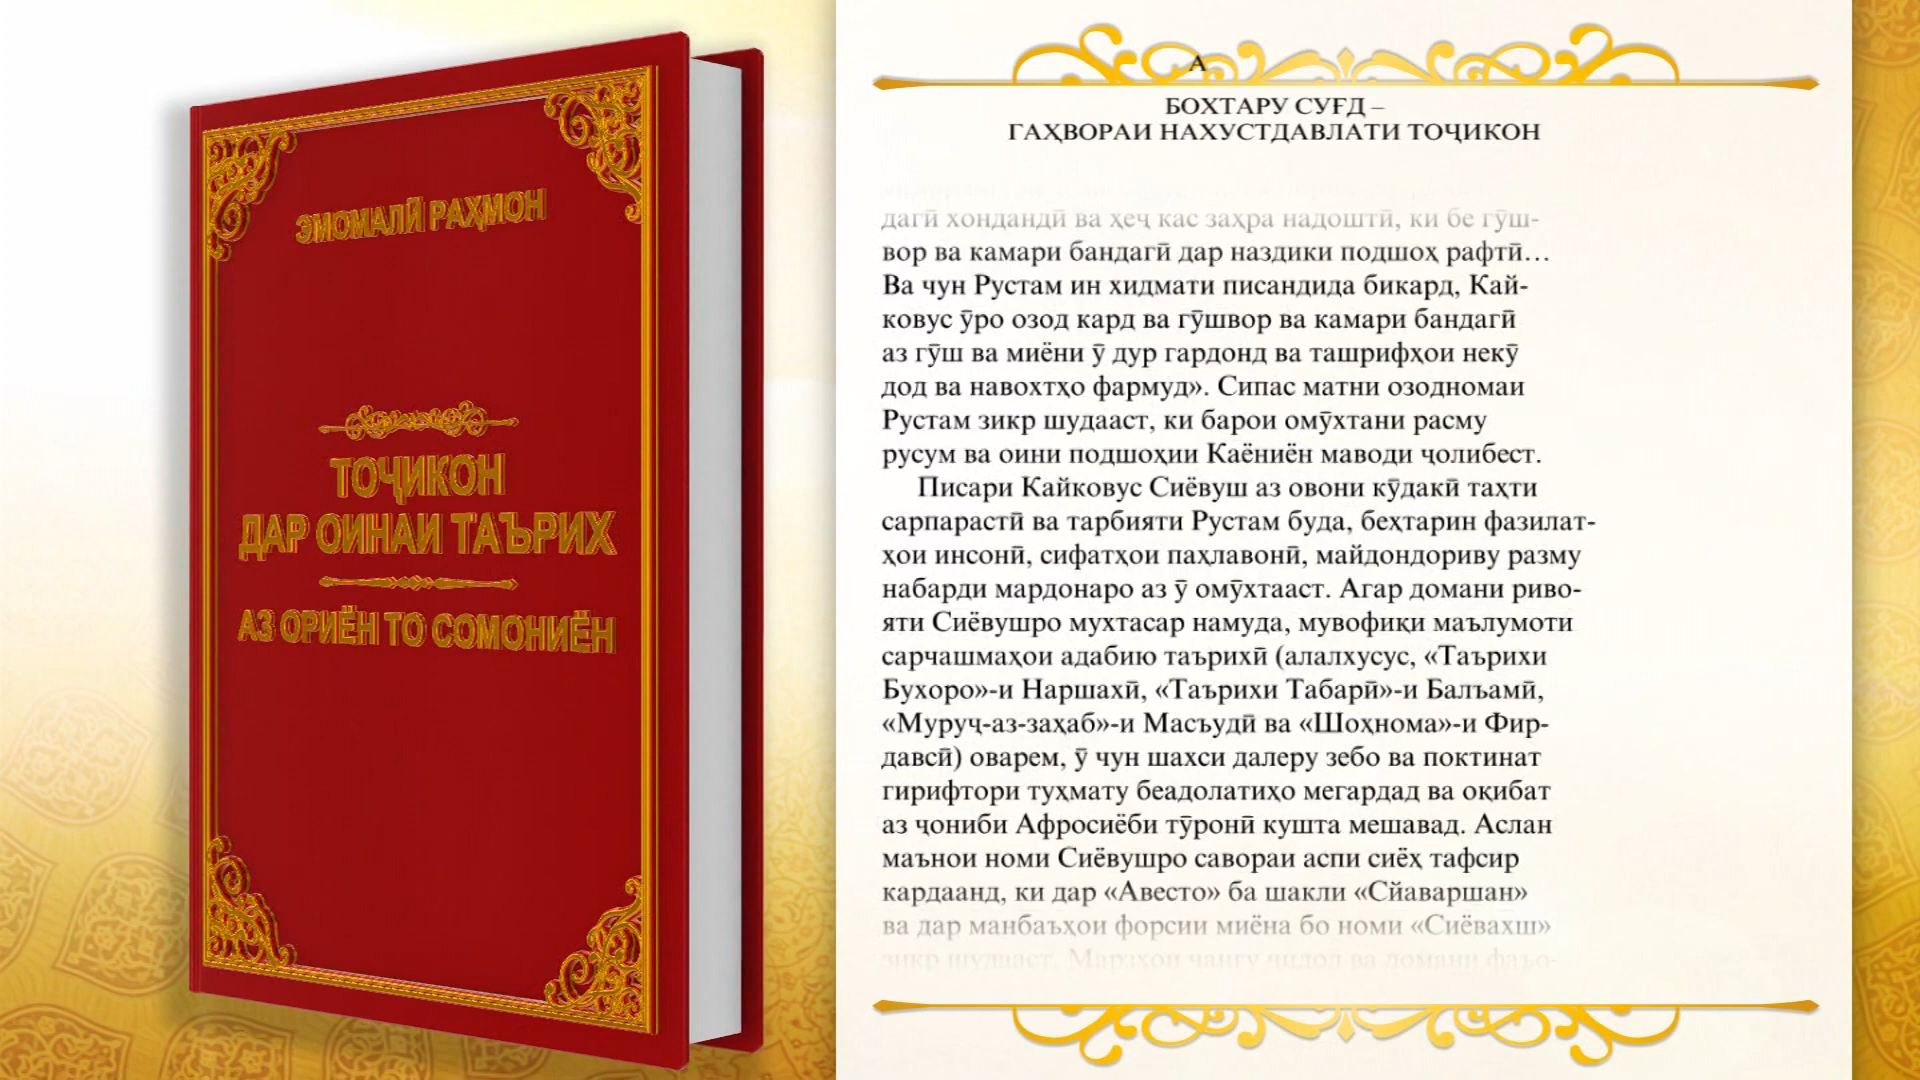 ЭМОМАЛӢ РАҲМОН
ТОҶИКОН
ДАР ОИНАИ ТАЪРИХ
АЗ ОРИЁН ТО СОМОНИЁН
А
БОХТАРУ СУҒД –
ГАҲВОРАИ НАХУСТДАВЛАТИ ТОҶИКОН
дагӣ хондандӣ ва ҳеҷ кас заҳра надоштӣ, ки бе гӯш-
вор ва камари бандагӣ дар наздики подшоҳ рафтӣ…
Ва чун Рустам ин хидмати писандида бикард, Кай-
ковус ӯро озод кард ва гӯшвор ва камари бандагӣ
аз гӯш ва миёни ӯ дур гардонд ва ташрифҳои некӯ
дод ва навохтҳо фармуд». Сипас матни озодномаи
Рустам зикр шудааст, ки барои омӯхтани расму
русум ва оини подшоҳии Каёниён маводи ҷолибест.
Писари Кайковус Сиёвуш аз овони кӯдакӣ таҳти
сарпарастӣ ва тарбияти Рустам буда, беҳтарин фазилат-
ҳои инсонӣ, сифатҳои паҳлавонӣ, майдондориву разму
набарди мардонаро аз ӯ омӯхтааст. Агар домани риво-
яти Сиёвушро мухтасар намуда, мувофиқи маълумоти
сарчашмаҳои адабию таърихӣ (алалхусус, «Таърихи
Бухоро»-и Наршахӣ, «Таърихи Табарӣ»-и Балъамӣ,
«Муруҷ-аз-заҳаб»-и Масъудӣ ва «Шоҳнома»-и Фир-
давсӣ) оварем, ӯ чун шахси далеру зебо ва поктинат
гирифтори туҳмату беадолатиҳо мегардад ва оқибат
аз ҷониби Афросиёби тӯронӣ кушта мешавад. Аслан
маънои номи Сиёвушро савораи аспи сиёҳ тафсир
кардаанд, ки дар «Авесто» ба шакли «Сйаваршан»
ва дар манбаъҳои форсии миёна бо номи «Сиёвахш»
зикр шудааст. Марзҳои